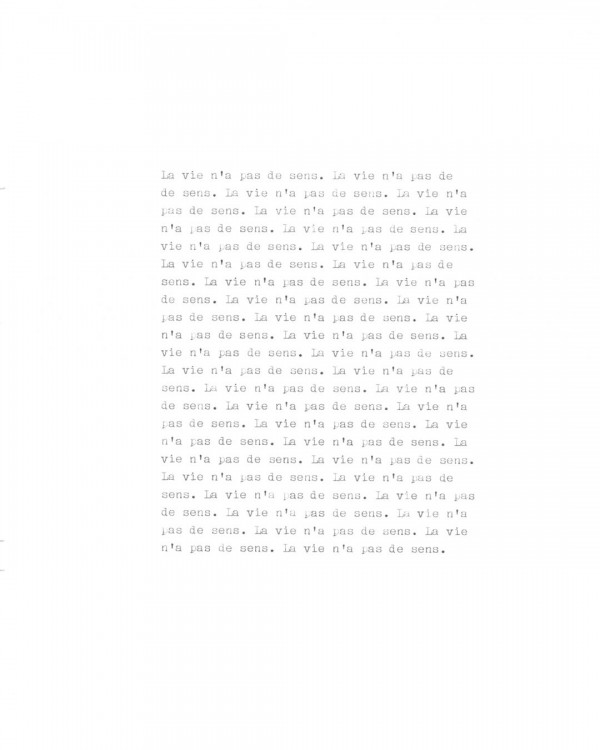 La vie n'a pas de sens. La vie n'a pas de
de sens. La vie n'a pas de sens. La vie n'a
pas de sens. La vie n'a pas de sens. La vie
n'a pas de sens. La vie n'a pas de sens. La
vie n'a pas de sens. La vie n'a pas de sens.
La vie n'a pas de sens. La vie n'a pas de
sens. La vie n'a pas de sens. La vie n'a pas
de sens. La vie n'a pas de sens. La vie n'a
pas de sens. La vie n'a pas de sens. La vie
n'a pas de sens. La vie n'a pas de sens. La
vie n'a pas de sens. La vie n'a pas de sens.
La vie n'a pas de sens. La vie n'a pas de
sens. La vie n'a pas de sens. La vie n'a pas
de sens. La vie n'a pas de sens. La vie n'a
pas de sens. La vie n'a pas de sens. La vie
n'a pas de sens. La vie n'a pas de sens. La
vie n'a pas de sens. La vie n'a pas de sens.
La vie n'a pas de sens. La vie n'a pas de
sens. La vie n'a pas de sens. La vie n'a pas
de sens. La vie n'a pas de sens. La vie n'a
pas de sens. La vie n'a pas de sens. La vie
n'a pas de sens. La vie n'a pas de sens.